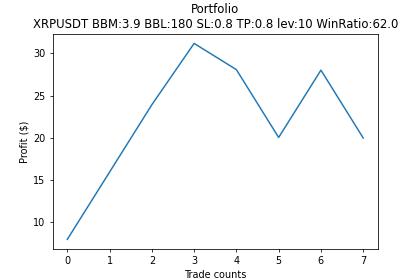 Portfolio
XRPUSDT BBM:3.9 BBL:180 SL:0.8 TP:0.8 lev:10 WinRatio:62.0
Profit ($)
30
25
20
15
10
0 1 2 3 4 5 6 7
Trade counts